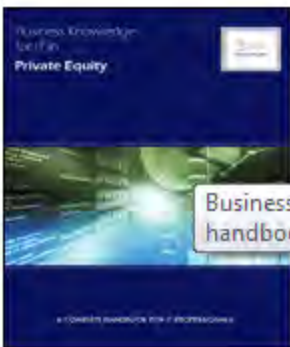 Business Knowledge
for IT in
Private Equity
Business
handboo
A COMPLETE HANDBOOK FOR IT PROFESSIONALS